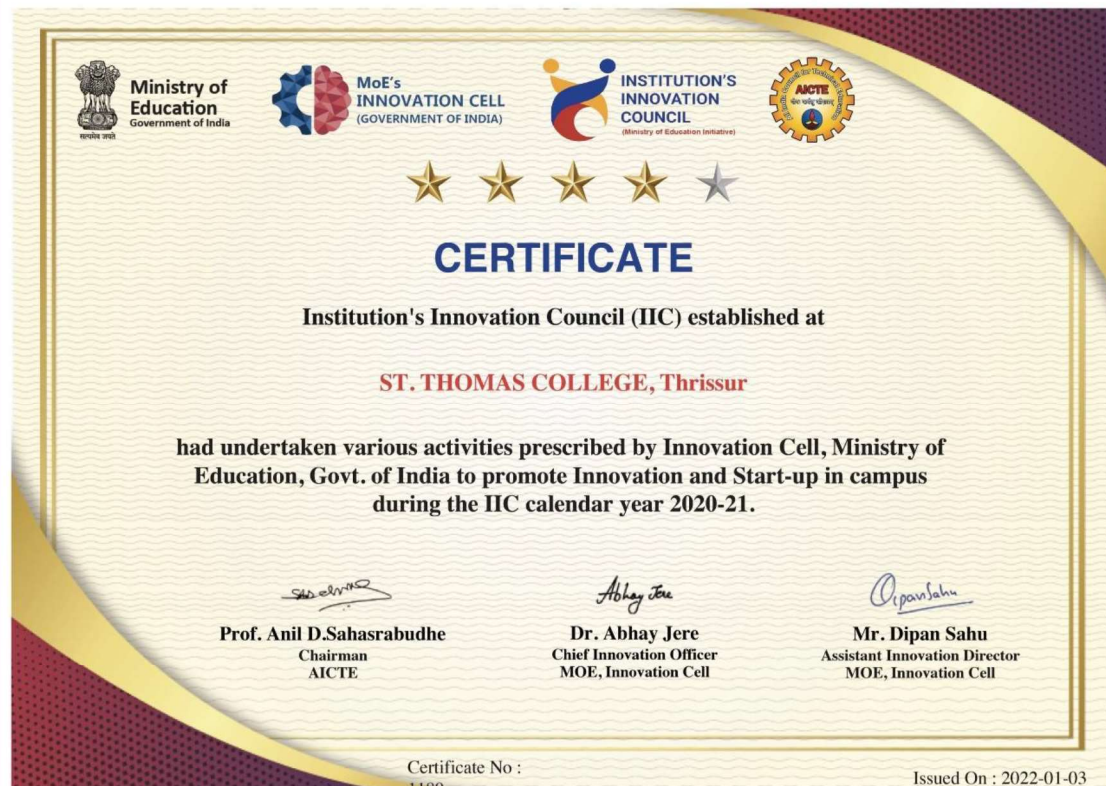 Ministry of
Education
Government of India
सत्यमेव जयते
MoE's
INNOVATION CELL
(GOVERNMENT OF INDIA)
INSTITUTION'S
INNOVATION
COUNCIL
(Ministry of Education Initiative)
AICTE
CERTIFICATE
Institution's Innovation Council (IIC) established at
ST. THOMAS COLLEGE, Thrissur
had undertaken various activities prescribed by Innovation Cell, Ministry of
Education, Govt. of India to promote Innovation and Start-up in campus
during the IIC calendar year 2020-21.
Abhay Jere
Dipan Sahu
Prof. Anil D.Sahasrabudhe
Chairman
AICTE
Dr. Abhay Jere
Chief Innovation Officer
MOE, Innovation Cell
Mr. Dipan Sahu
Assistant Innovation Director
MOE, Innovation Cell
Certificate No :
Issued On : 2022-01-03